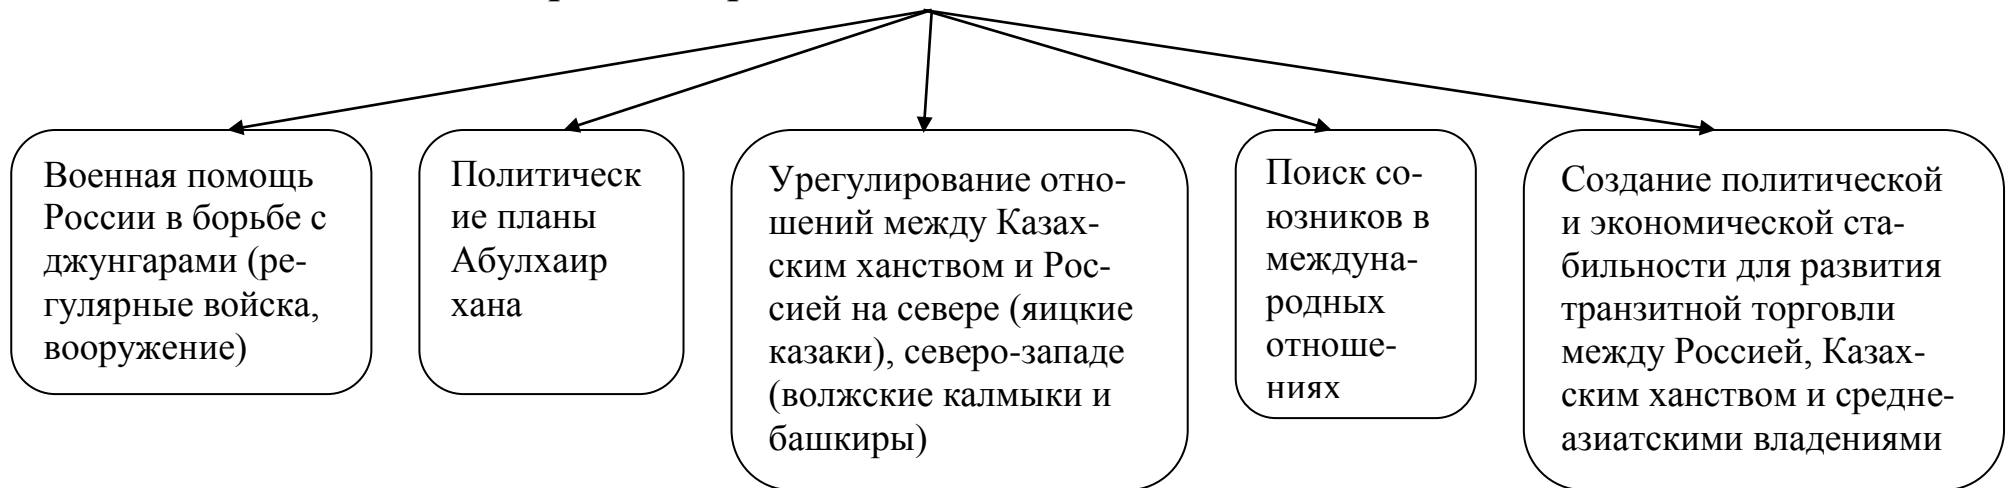 Военная помощь
России в борьбе с
джунгарами (ре-
гулярные войска,
вооружение)
Политическ
ие планы
Абулхаир
хана
Урегулирование отно-
шений между Казах-
ским ханством и Рос-
сией на севере (яицкие
казаки), северо-западе
(волжские калмыки и
башкиры)
Поиск со-
юзников в
междуна-
родных
отноше-
ниях
Создание политической
и экономической ста-
бильности для развития
транзитной торговли
между Россией, Казах-
ским ханством и средне-
азиатскими владениями